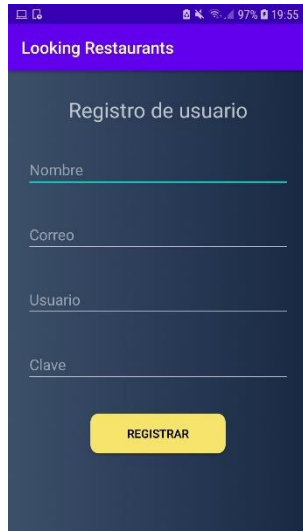 97% 19:55
Looking Restaurants
Registro de usuario
Nombre
Correo
Usuario
Clave
REGISTRAR